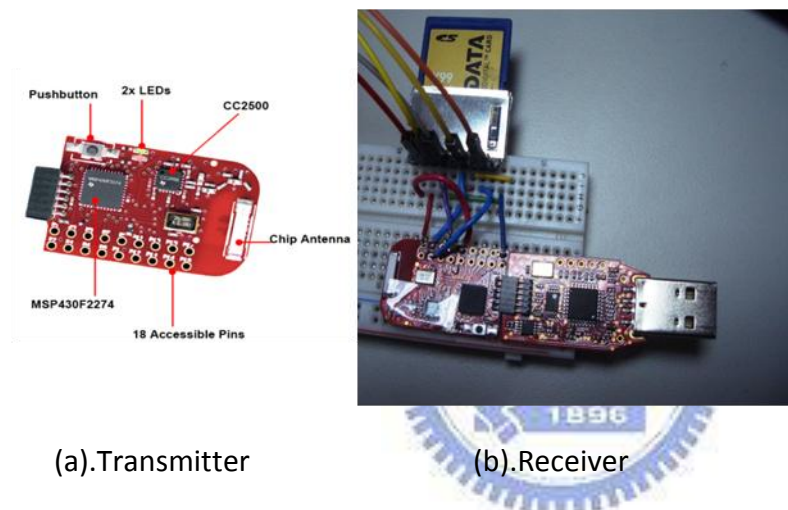 Pushbutton
2x LEDs
CC2500
Chip Antenna
MSP430F2274
18 Accessible Pins
DATA
1896
(a).Transmitter
(b).Receiver